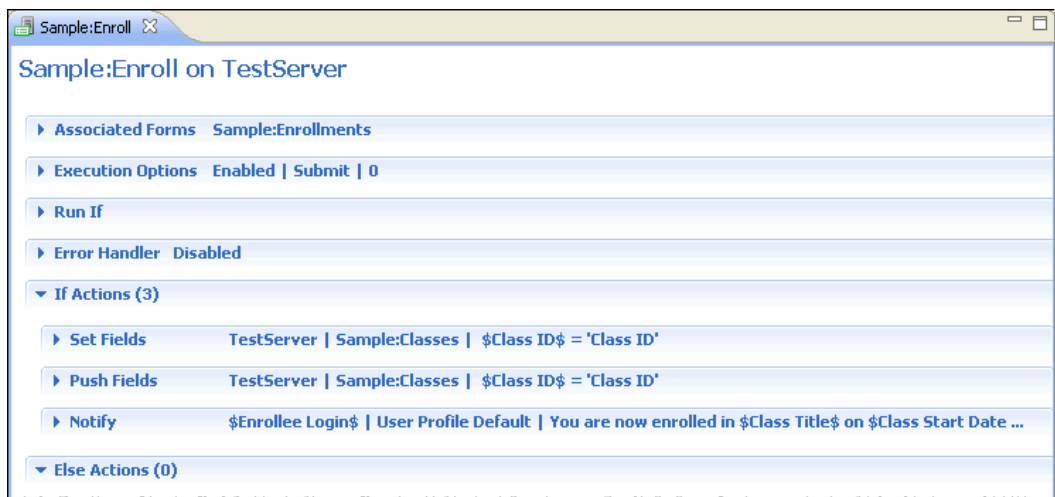 Sample:Enroll
Sample:Enroll on TestServer
Associated Forms Sample:Enrollments
Execution Options Enabled | Submit | 0
Run If
Error Handler Disabled
If Actions (3)
Set Fields TestServer | Sample:Classes | $Class ID$ = 'Class ID'
Push Fields TestServer | Sample:Classes | $Class ID$ = 'Class ID'
Notify $Enrollee Login$ | User Profile Default | You are now enrolled in $Class Title$ on $Class Start Date ...
Else Actions (0)